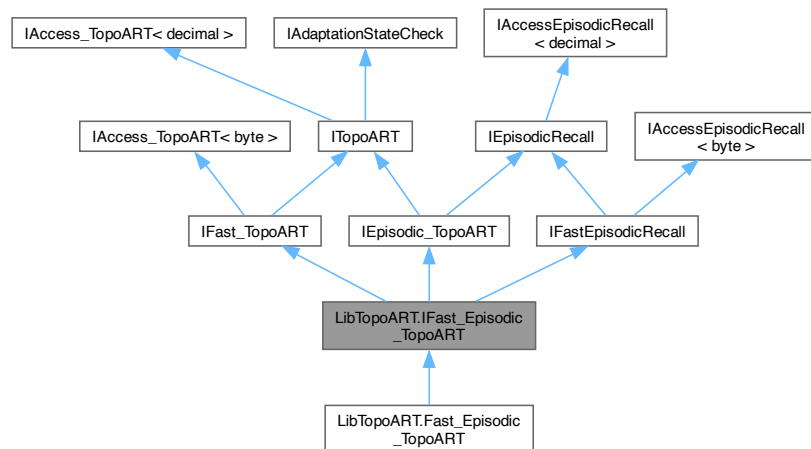 IAccess_TopoART< decimal >
IAdaptationStateCheck
IAccessEpisodicRecall
< decimal >
IAccess_TopoART< byte >
ITopoART
IEpisodicRecall
IAccessEpisodicRecall
< byte >
IFast_TopoART
IEpisodic_TopoART
IFastEpisodicRecall
LibTopoART.IFast_Episodic
_TopoART
LibTopoART.Fast_Episodic
_TopoART